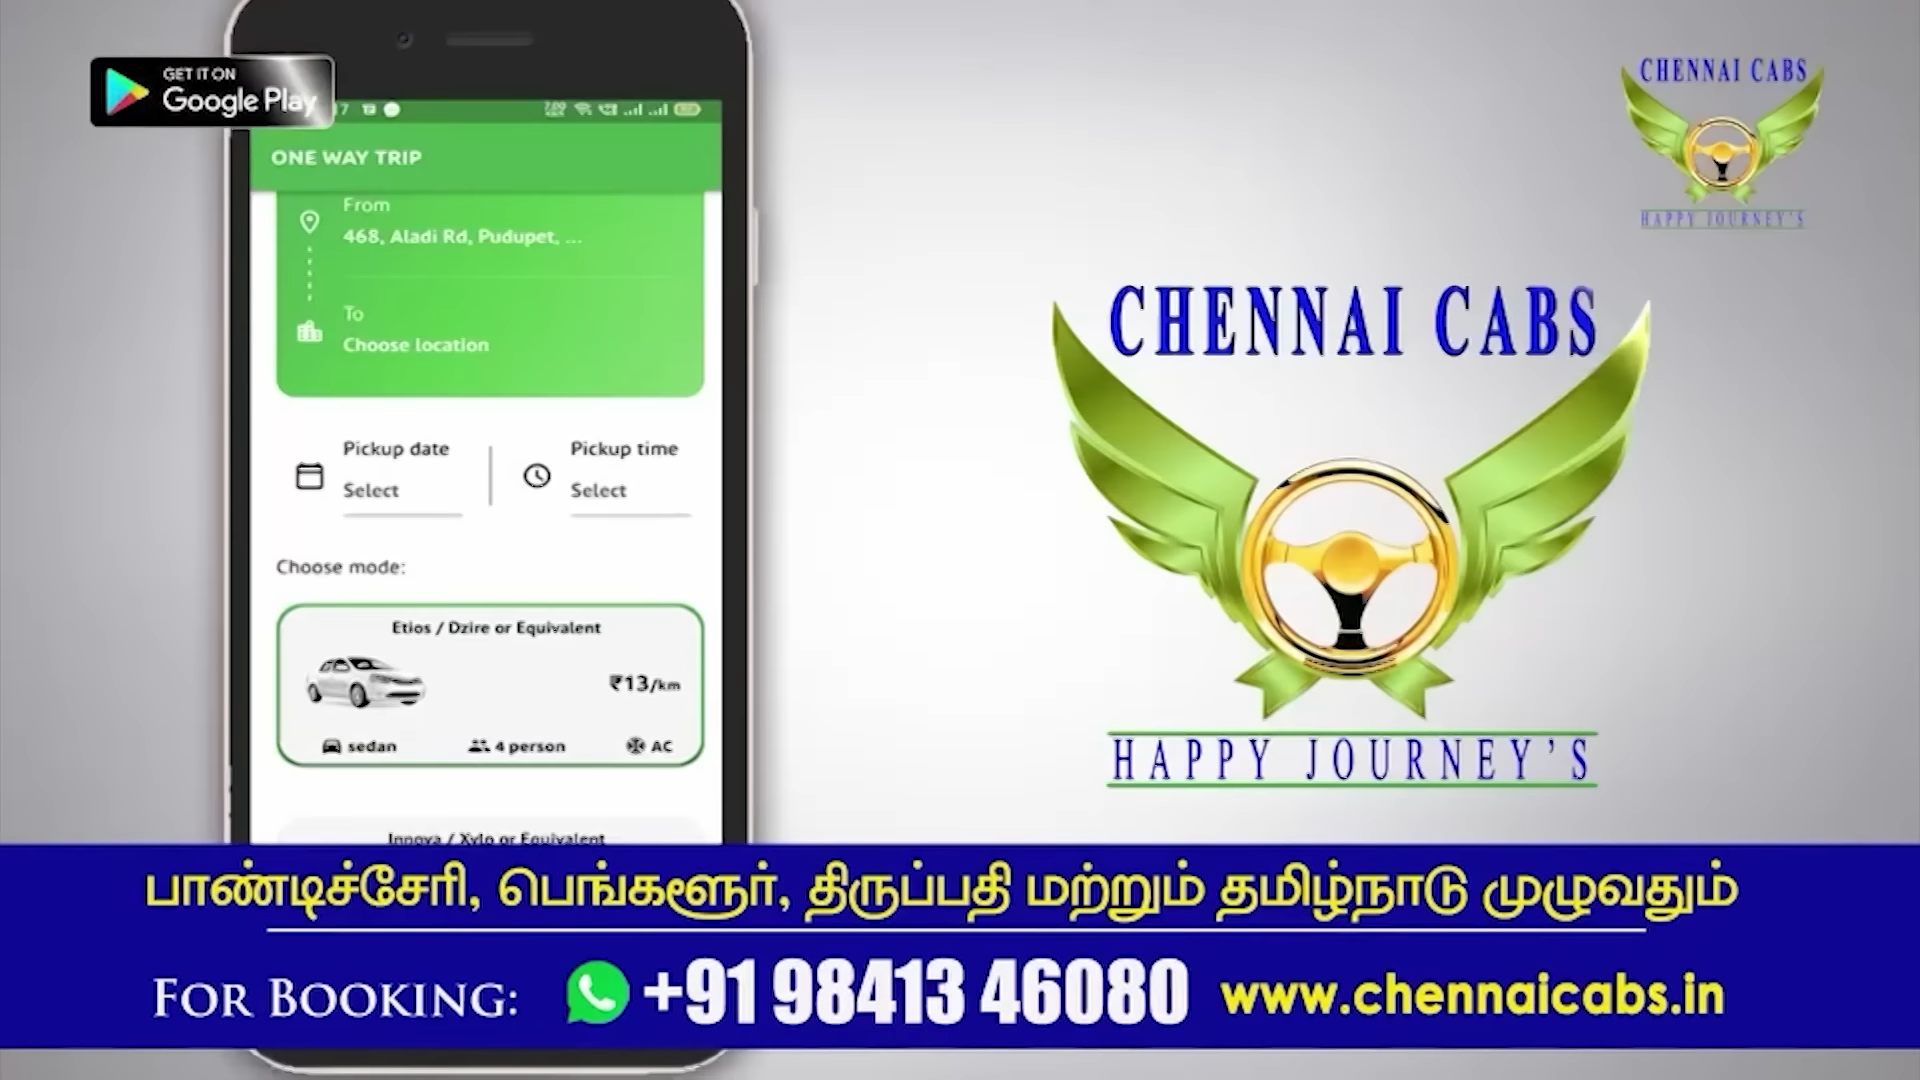 GET IT ON
Google Play
ONE WAY TRIP
From
468, Aladi Rd, Pudupet, ...
To
Choose location
Pickup date
Select
Pickup time
Select
Choose mode:
Etios / Dzire or Equivalent
₹13/km
sedan
4 person
AC
Innova / Xylo or Equivalent
CHENNAI CABS
HAPPY JOURNEY'S
CHENNAI CABS
HAPPY JOURNEY'S
பாண்டிச்சேரி, பெங்களூர், திருப்பதி மற்றும் தமிழ்நாடு முழுவதும்
FOR BOOKING: +91 98413 46080 www.chennaicabs.in